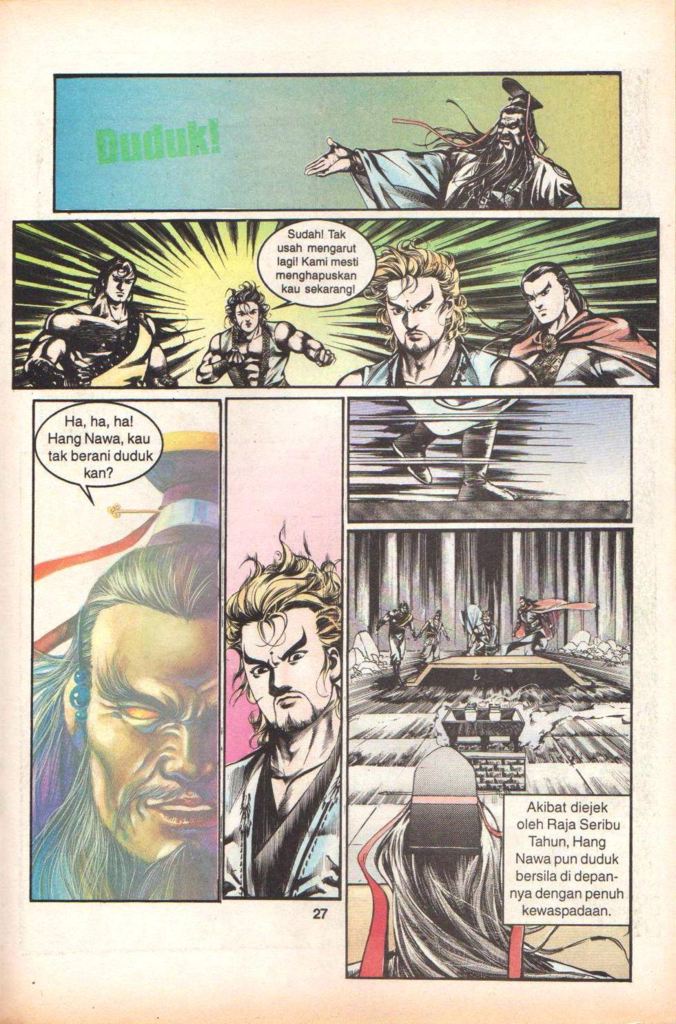 Duduk!
Sudah! Tak
usah mengarut
lagi! Kami mesti
menghapuskan
kau sekarang!
Ha, ha, ha!
Hang Nawa, kau
tak berani duduk
kan?
Akibat diejek
oleh Raja Seribu
Tahun, Hang
Nawa pun duduk
bersila di depan-
nya dengan penuh
kewaspadaan.
27